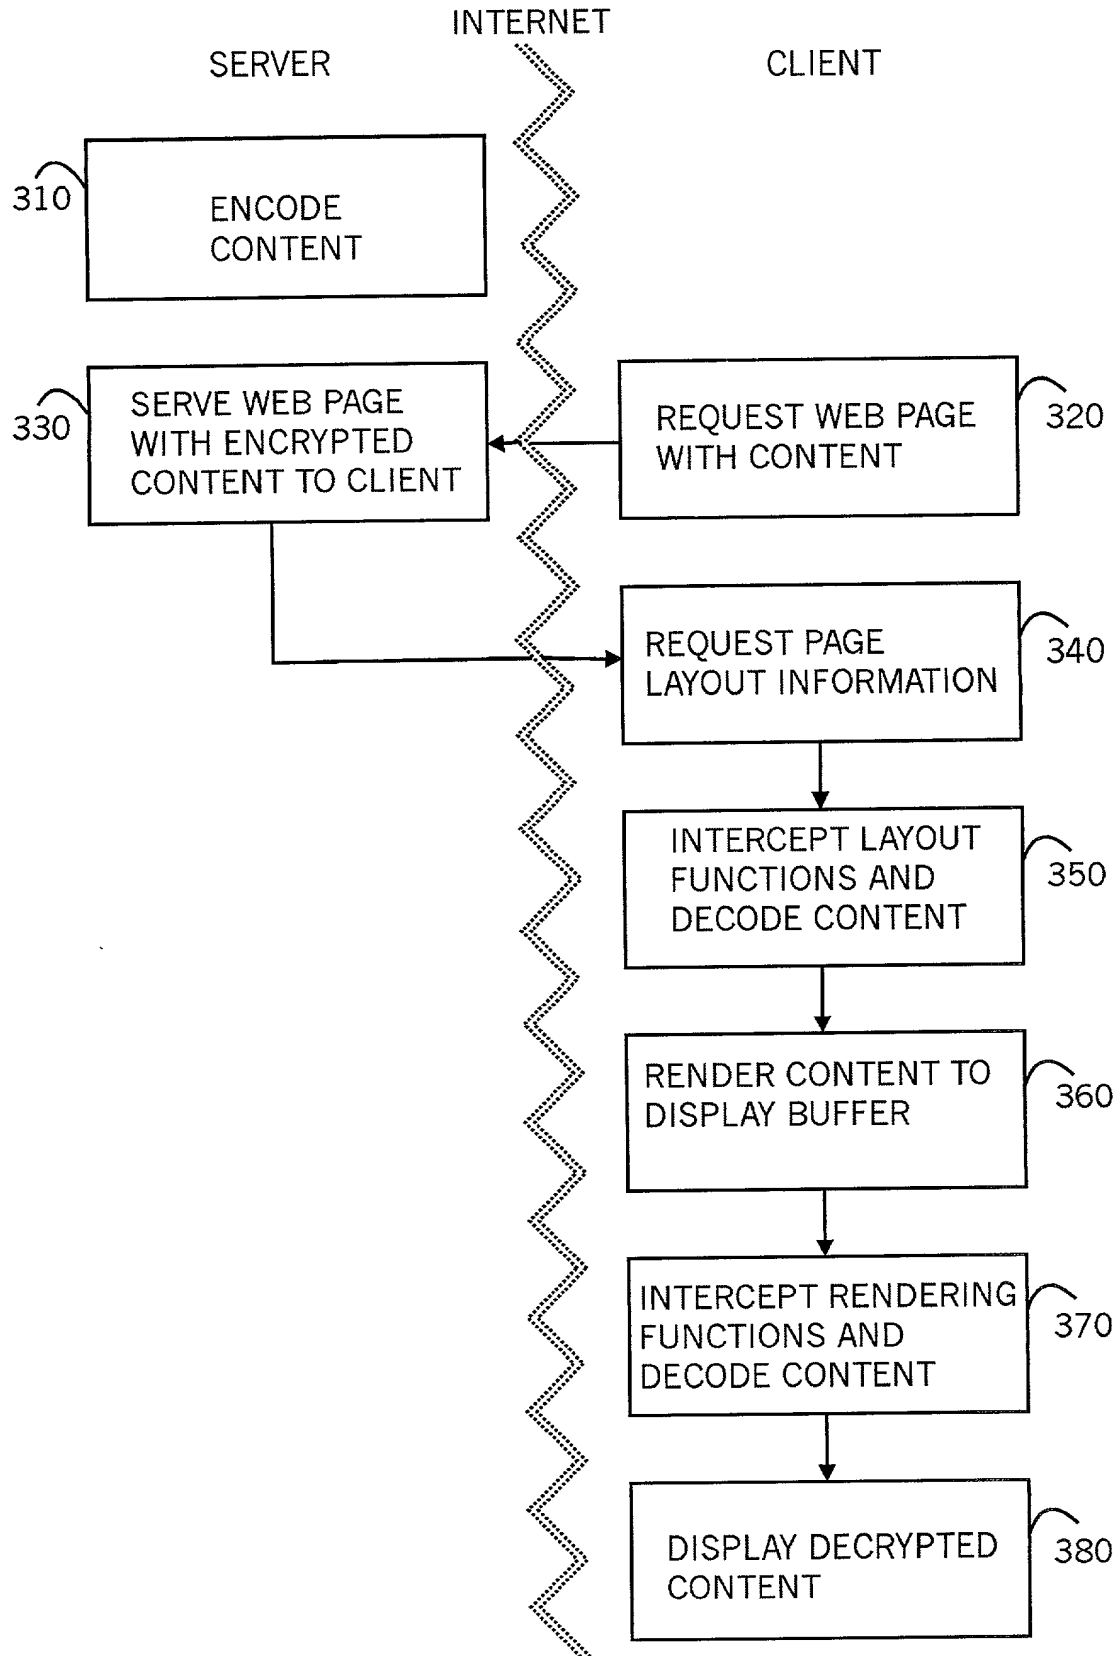 INTERNET
SERVER
CLIENT
310
ENCODE
CONTENT
330
SERVE WEB PAGE
WITH ENCRYPTED
CONTENT TO CLIENT
REQUEST WEB PAGE
WITH CONTENT
320
REQUEST PAGE
LAYOUT INFORMATION
340
INTERCEPT LAYOUT
FUNCTIONS AND
DECODE CONTENT
350
RENDER CONTENT TO
DISPLAY BUFFER
360
INTERCEPT RENDERING
FUNCTIONS AND
DECODE CONTENT
370
DISPLAY DECRYPTED
CONTENT
380